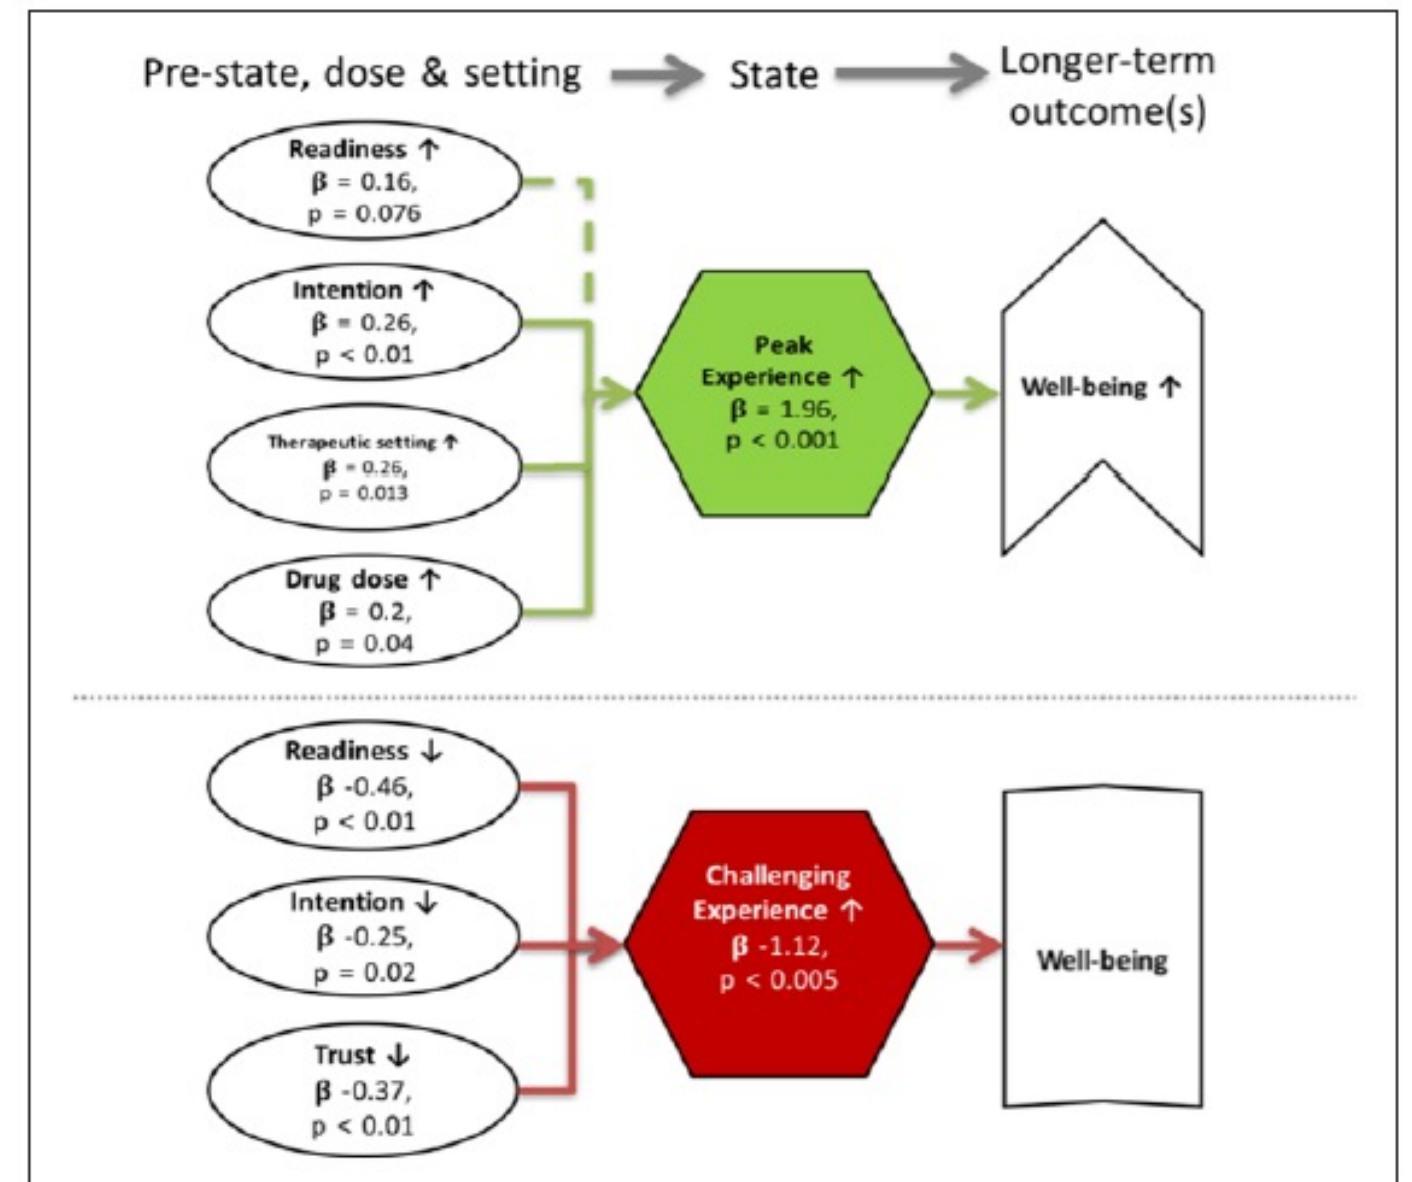 Pre-state, dose & setting
State
Longer-term
outcome(s)
Readiness ↑
β = 0.16,
p = 0.076
Intention ↑
β = 0.26,
p < 0.01
Therapeutic setting ↑
β = 0.26,
p = 0.013
Drug dose ↑
β = 0.2,
p = 0.04
Peak
Experience ↑
β = 1.96,
p < 0.001
Well-being ↑
Readiness ↓
β -0.46,
p < 0.01
Intention ↓
β -0.25,
p = 0.02
Trust ↓
β -0.37,
p < 0.01
Challenging
Experience ↑
β -1.12,
p < 0.005
Well-being